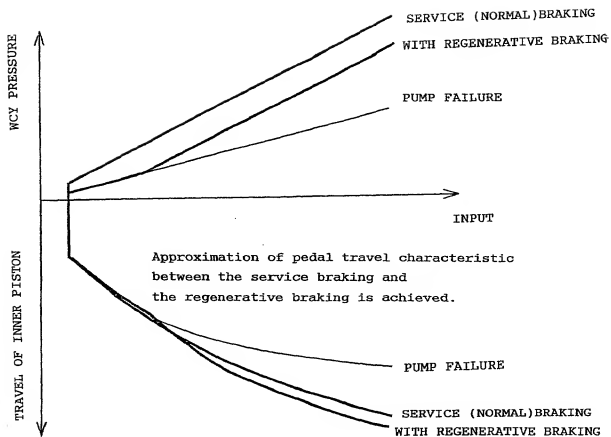 SERVICE (NORMAL)BRAKING
WITH REGENERATIVE BRAKING
PUMP FAILURE
WCY PRESSURE
INPUT
Approximation of pedal travel characteristic
between the service braking and
the regenerative braking is achieved.
TRAVEL OF INNER PISTON
PUMP FAILURE
SERVICE (NORMAL)BRAKING
WITH REGENERATIVE BRAKING